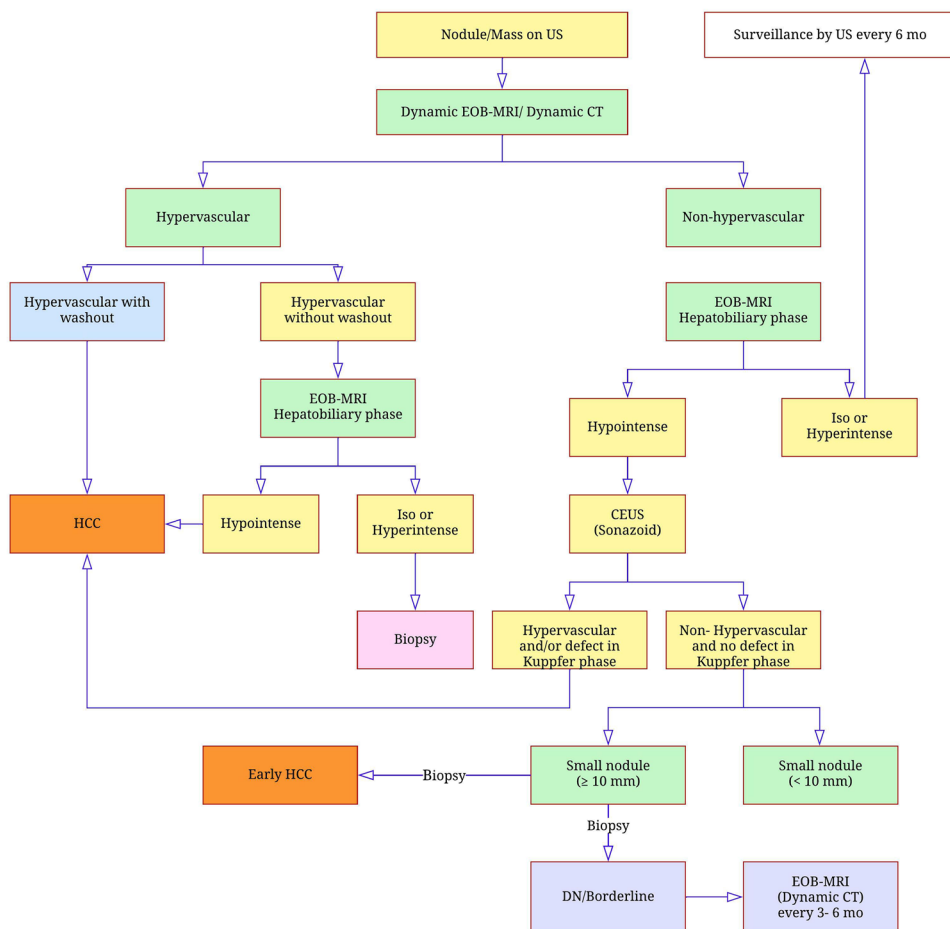 Nodule/Mass on US
Surveillance by US every 6 mo
Dynamic EOB-MRI/ Dynamic CT
Hypervascular
Non-hypervascular
Hypervascular with
washout
Hypervascular
without washout
EOB-MRI
Hepatobiliary phase
EOB-MRI
Hepatobiliary phase
Hypointense
Iso or
Hyperintense
HCC
Hypointense
Iso or
Hyperintense
CEUS
(Sonazoid)
Biopsy
Hypervascular
and/or defect in
Kuppfer phase
Non- Hypervascular
and no defect in
Kuppfer phase
Early HCC
Biopsy
Small nodule
(≥ 10 mm)
Small nodule
(< 10 mm)
Biopsy
DN/Borderline
EOB-MRI
(Dynamic CT)
every 3- 6 mo